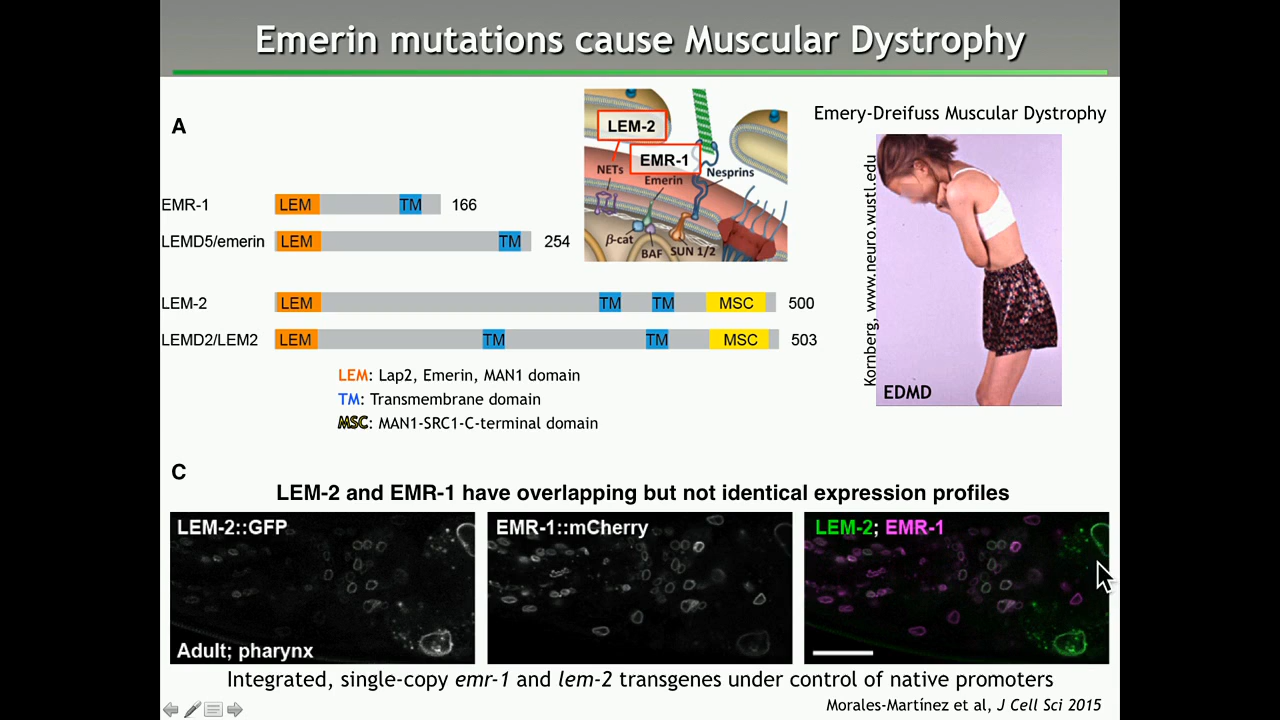 Emerin mutations cause Muscular Dystrophy
A
Emery-Dreifuss Muscular Dystrophy
LEM-2
EMR-1
NETs
Emerin
Nesprins
β-cat
BAF
SUN 1/2
Kornberg, www.neuro.wustl.edu
EDMD
EMR-1 LEM TM 166
LEMD5/emerin LEM TM 254
LEM-2 LEM TM TM MSC 500
LEMD2/LEM2 LEM TM TM MSC 503
LEM: Lap2, Emerin, MAN1 domain
TM: Transmembrane domain
MSC: MAN1-SRC1-C-terminal domain
C
LEM-2 and EMR-1 have overlapping but not identical expression profiles
LEM-2::GFP
Adult; pharynx
EMR-1::mCherry
LEM-2; EMR-1
Integrated, single-copy emr-1 and lem-2 transgenes under control of native promoters
Morales-Martínez et al, J Cell Sci 2015